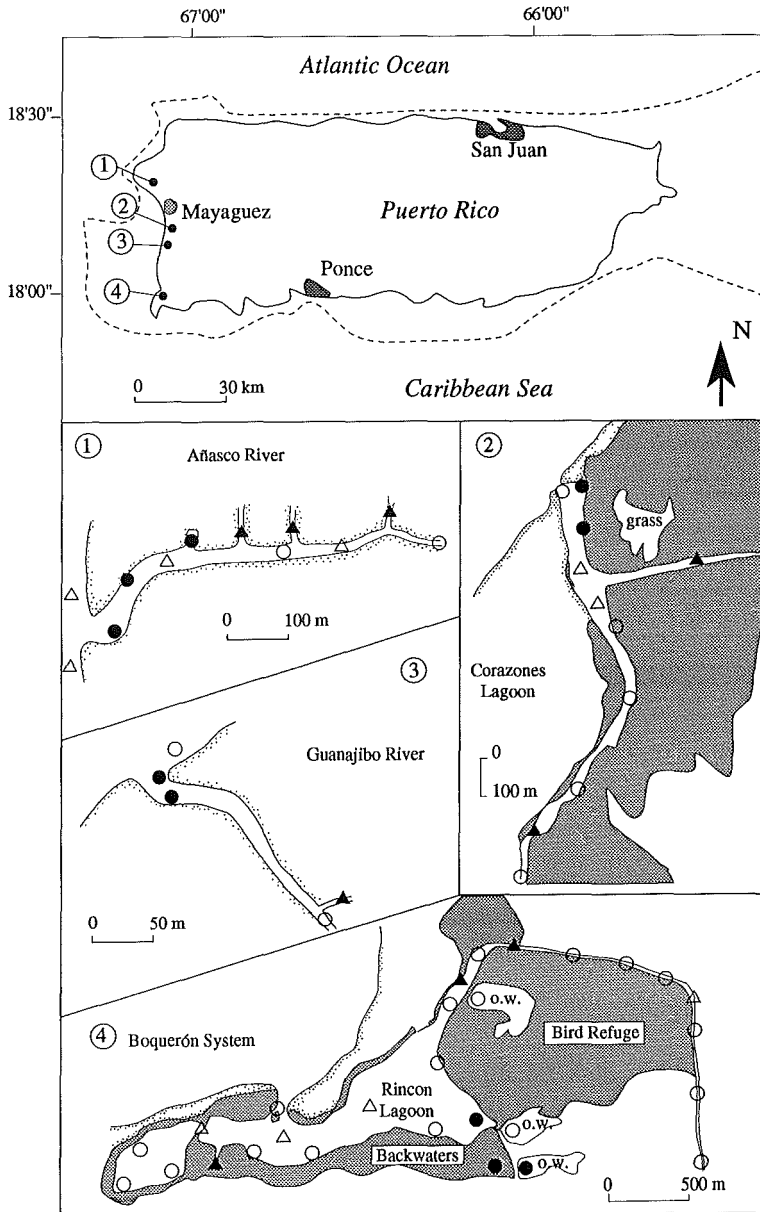 67'00" 66'00"
Atlantic Ocean
18'30"
San Juan
1
Mayaguez
2
Puerto Rico
3
Ponce
4
18'00"
N
0 30 km
Caribbean Sea
1
Añasco River
0 100 m
2
grass
Corazones
Lagoon
0
100 m
3
Guanajibo River
0 50 m
4
Boquerón System
o.w.
Bird Refuge
Rincon
Lagoon
o.w.
Backwaters
o.w.
0 500 m